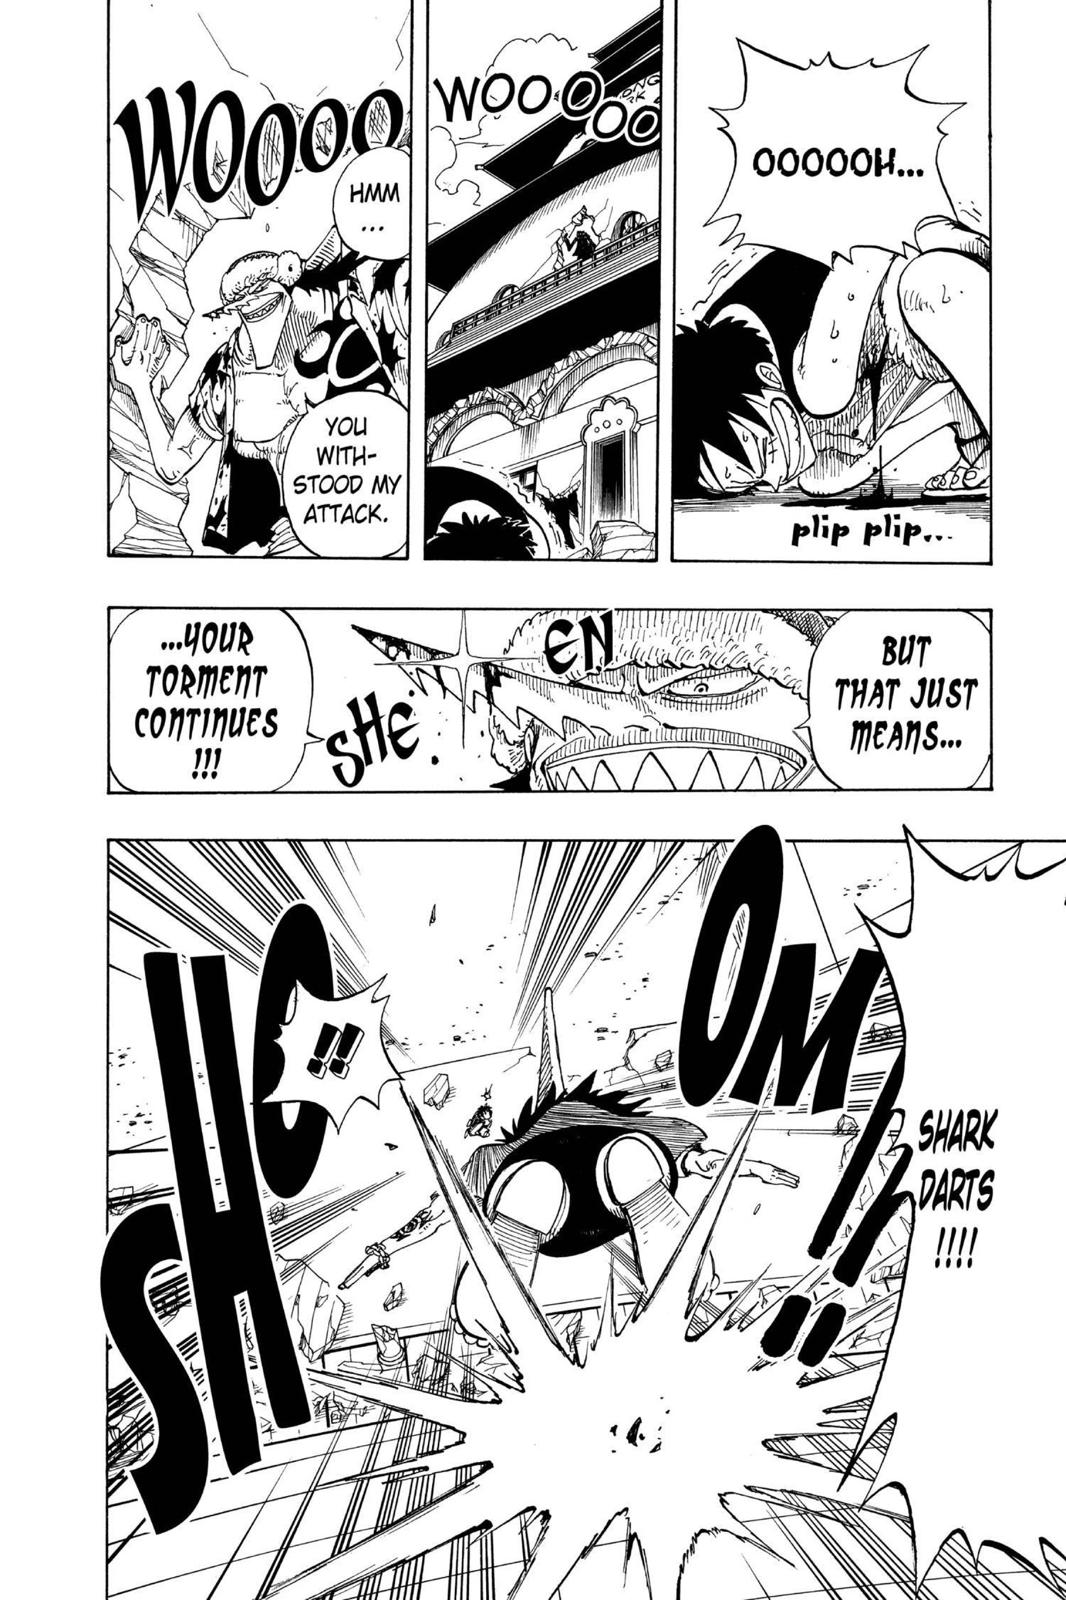 OOOOOH...
plip plip...
WOOOOOO
WOOOO
HMM
...
YOU
WITH-
STOOD MY
ATTACK.
BUT
THAT JUST
MEANS...
SHE
EN
...YOUR
TORMENT
CONTINUES
!!!
SHARK
DARTS
!!!!
SHO
OM!!
!!